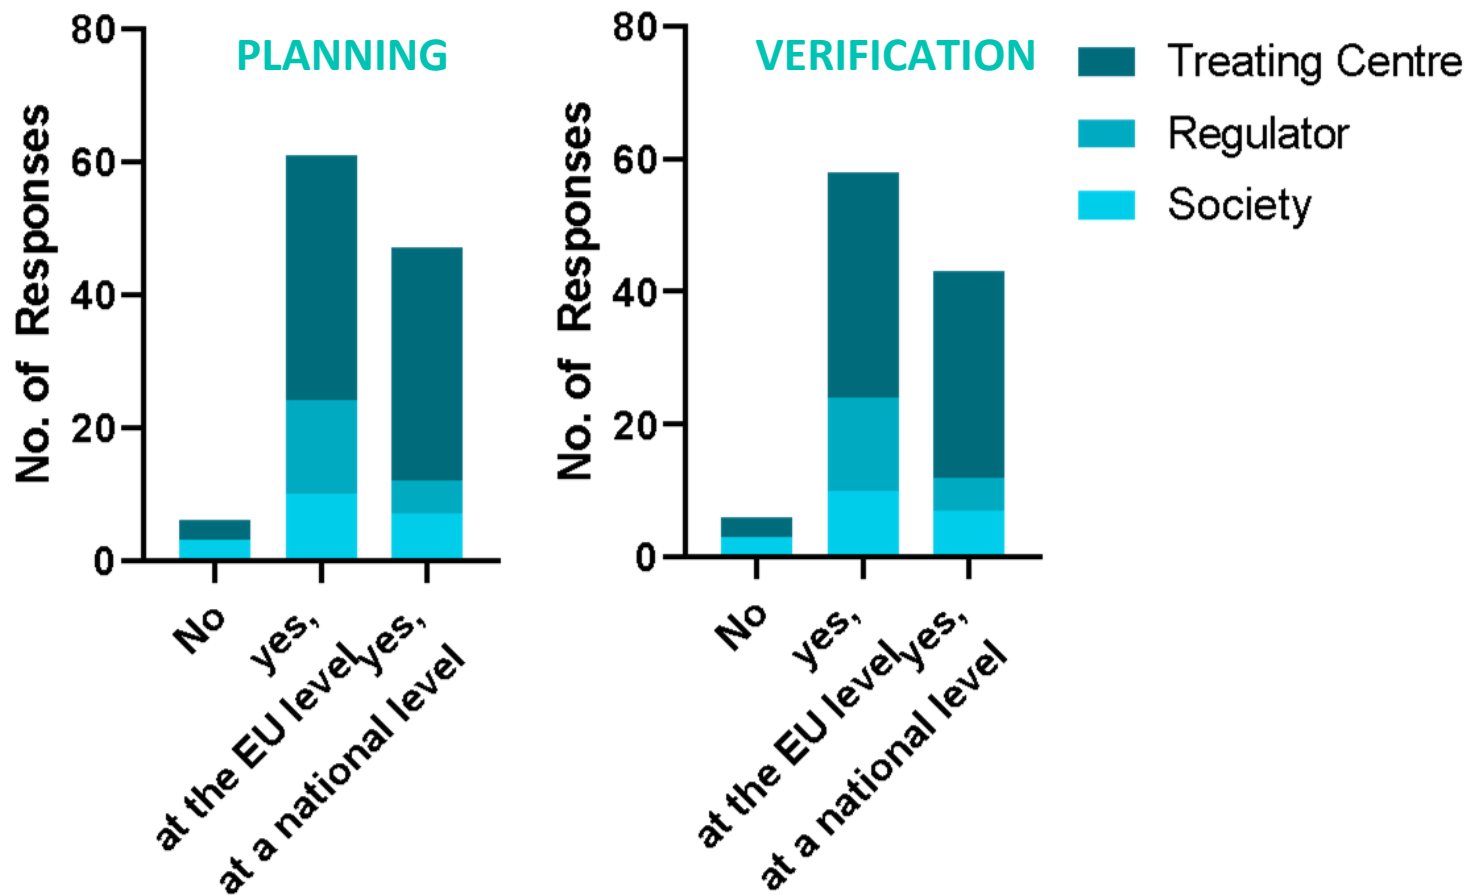 PLANNING
No. of Responses
80
60
40
20
0
No
yes,
at the EU level
yes,
at a national level
VERIFICATION
No. of Responses
80
60
40
20
0
No
yes,
at the EU level
yes,
at a national level
Treating Centre
Regulator
Society